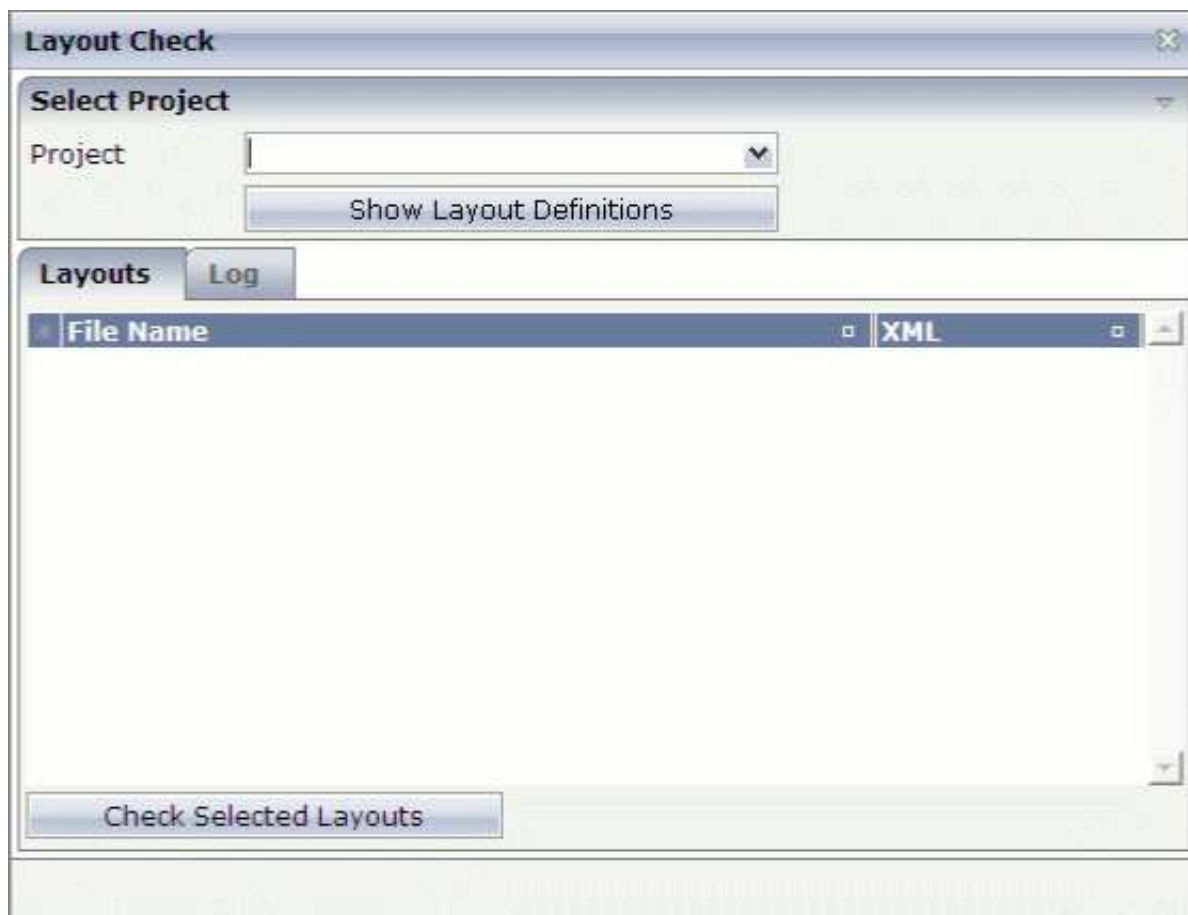 Layout Check
Select Project
Project
Show Layout Definitions
Layouts Log
File Name XML
Check Selected Layouts